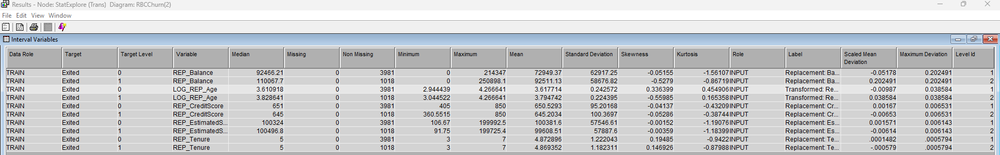 Results - Node: StatExplore (Trans) Diagram: RBCChurn(2)
File Edit View Window
Interval Variables
Data Role Target Target Level Variable Median Missing Non Missing Minimum Maximum Mean Standard Deviation Skewness Kurtosis Role Label Scaled Mean Deviation Maximum Deviation Level Id
TRAIN Exited 0 REP_Balance 92466.21 0 3981 0 214347 72949.37 62917.25 -0.05155 -1.56107 INPUT Replacement: Ba... -0.05178 0.202491 1
TRAIN Exited 1 REP_Balance 110067.7 0 1018 0 250898.1 92511.13 58676.82 -0.5279 -0.86719 INPUT Replacement: Ba... 0.202491 0.202491 2
TRAIN Exited 0 LOG_REP_Age 3.610918 0 3981 2.944439 4.266641 3.617714 0.242572 0.336399 0.454906 INPUT Transformed: Re... -0.00987 0.038584 1
TRAIN Exited 1 LOG_REP_Age 3.828641 0 1018 3.044522 4.266641 3.794742 0.224395 -0.55985 0.165358 INPUT Transformed: Re... 0.038584 0.038584 2
TRAIN Exited 0 REP_CreditScore 651 0 3981 405 850 650.5293 95.20168 -0.04137 -0.43209 INPUT Replacement: Cr... 0.00167 0.006531 1
TRAIN Exited 1 REP_CreditScore 645 0 1018 360.5515 850 645.2034 100.3697 -0.05286 -0.38744 INPUT Replacement: Cr... -0.00653 0.006531 2
TRAIN Exited 0 REP_EstimatedS... 100324 0 3981 106.67 199992.5 100381.6 57546.61 -0.00152 -1.19076 INPUT Replacement: Es... 0.001571 0.006143 1
TRAIN Exited 1 REP_EstimatedS... 100496.8 0 1018 91.75 199725.4 99608.51 57887.6 -0.00359 -1.18399 INPUT Replacement: Es... -0.00614 0.006143 2
TRAIN Exited 0 REP_Tenure 5 0 3981 3 7 4.872896 1.222043 0.19485 -0.9422 INPUT Replacement: Te... .0001482 .0005794 1
TRAIN Exited 1 REP_Tenure 5 0 1018 3 7 4.869352 1.182311 0.146926 -0.87988 INPUT Replacement: Te... -.000579 .0005794 2